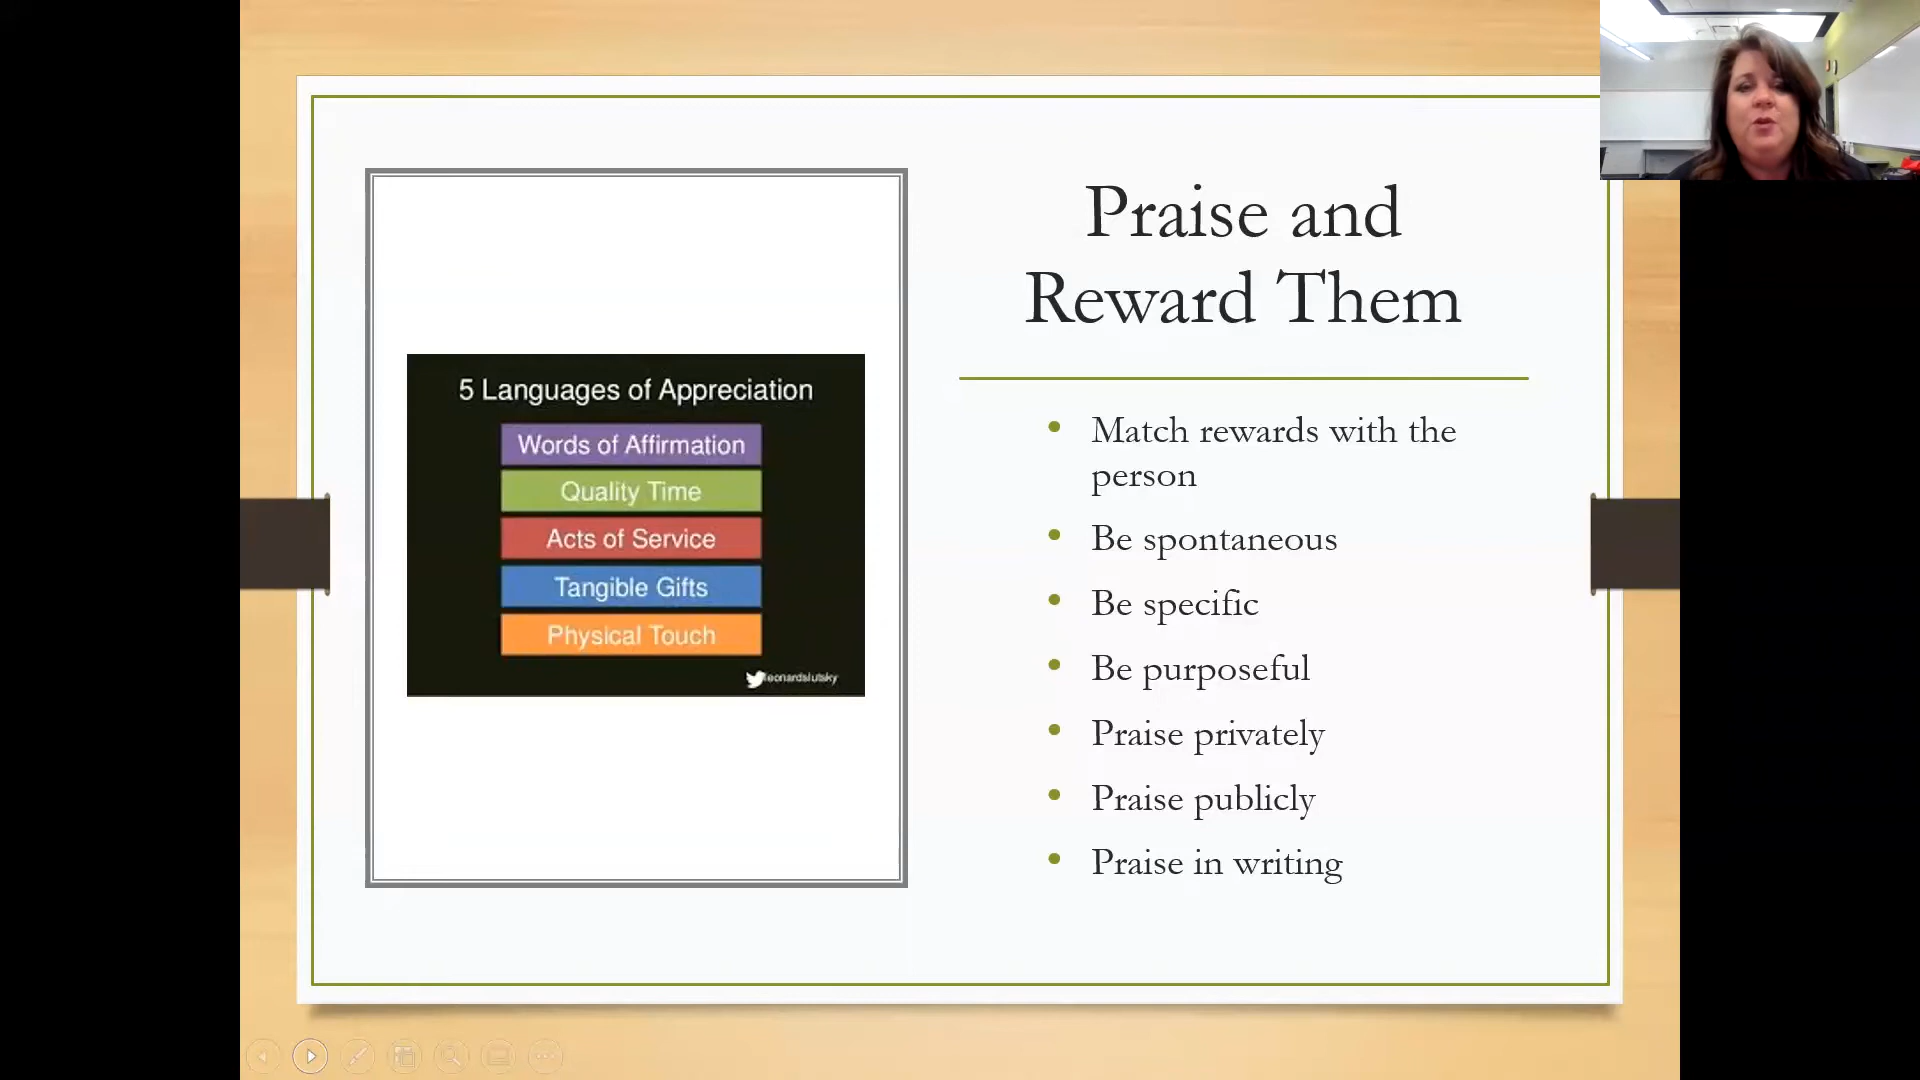 Praise and
Reward Them
5 Languages of Appreciation
Words of Affirmation
Quality Time
Acts of Service
Tangible Gifts
Physical Touch
leonardslutsky
Match rewards with the
person
Be spontaneous
Be specific
Be purposeful
Praise privately
Praise publicly
Praise in writing